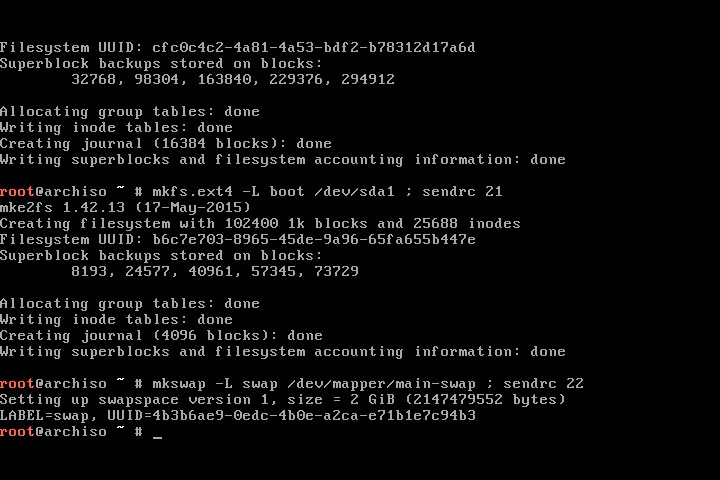 Filesystem UUID: cfc0c4c2-4a81-4a53-bdf2-b78312d17a6d
Superblock backups stored on blocks:
32768, 98304, 163840, 229376, 294912
Allocating group tables: done
Writing inode tables: done
Creating journal (16384 blocks): done
Writing superblocks and filesystem accounting information: done
root@archiso ~ # mkfs.ext4 -L boot /dev/sda1 ; sendrc 21
mke2fs 1.42.13 (17-May-2015)
Creating filesystem with 102400 1k blocks and 25688 inodes
Filesystem UUID: b6c7e703-8965-45de-9a96-65fa655b447e
Superblock backups stored on blocks:
8193, 24577, 40961, 57345, 73729
Allocating group tables: done
Writing inode tables: done
Creating journal (4096 blocks): done
Writing superblocks and filesystem accounting information: done
root@archiso ~ # mkswap -L swap /dev/mapper/main-swap ; sendrc 22
Setting up swapspace version 1, size = 2 GiB (2147479552 bytes)
LABEL=swap, UUID=4b3b6ae9-0edc-4b0e-a2ca-e71b1e7c94b3
root@archiso ~ # _